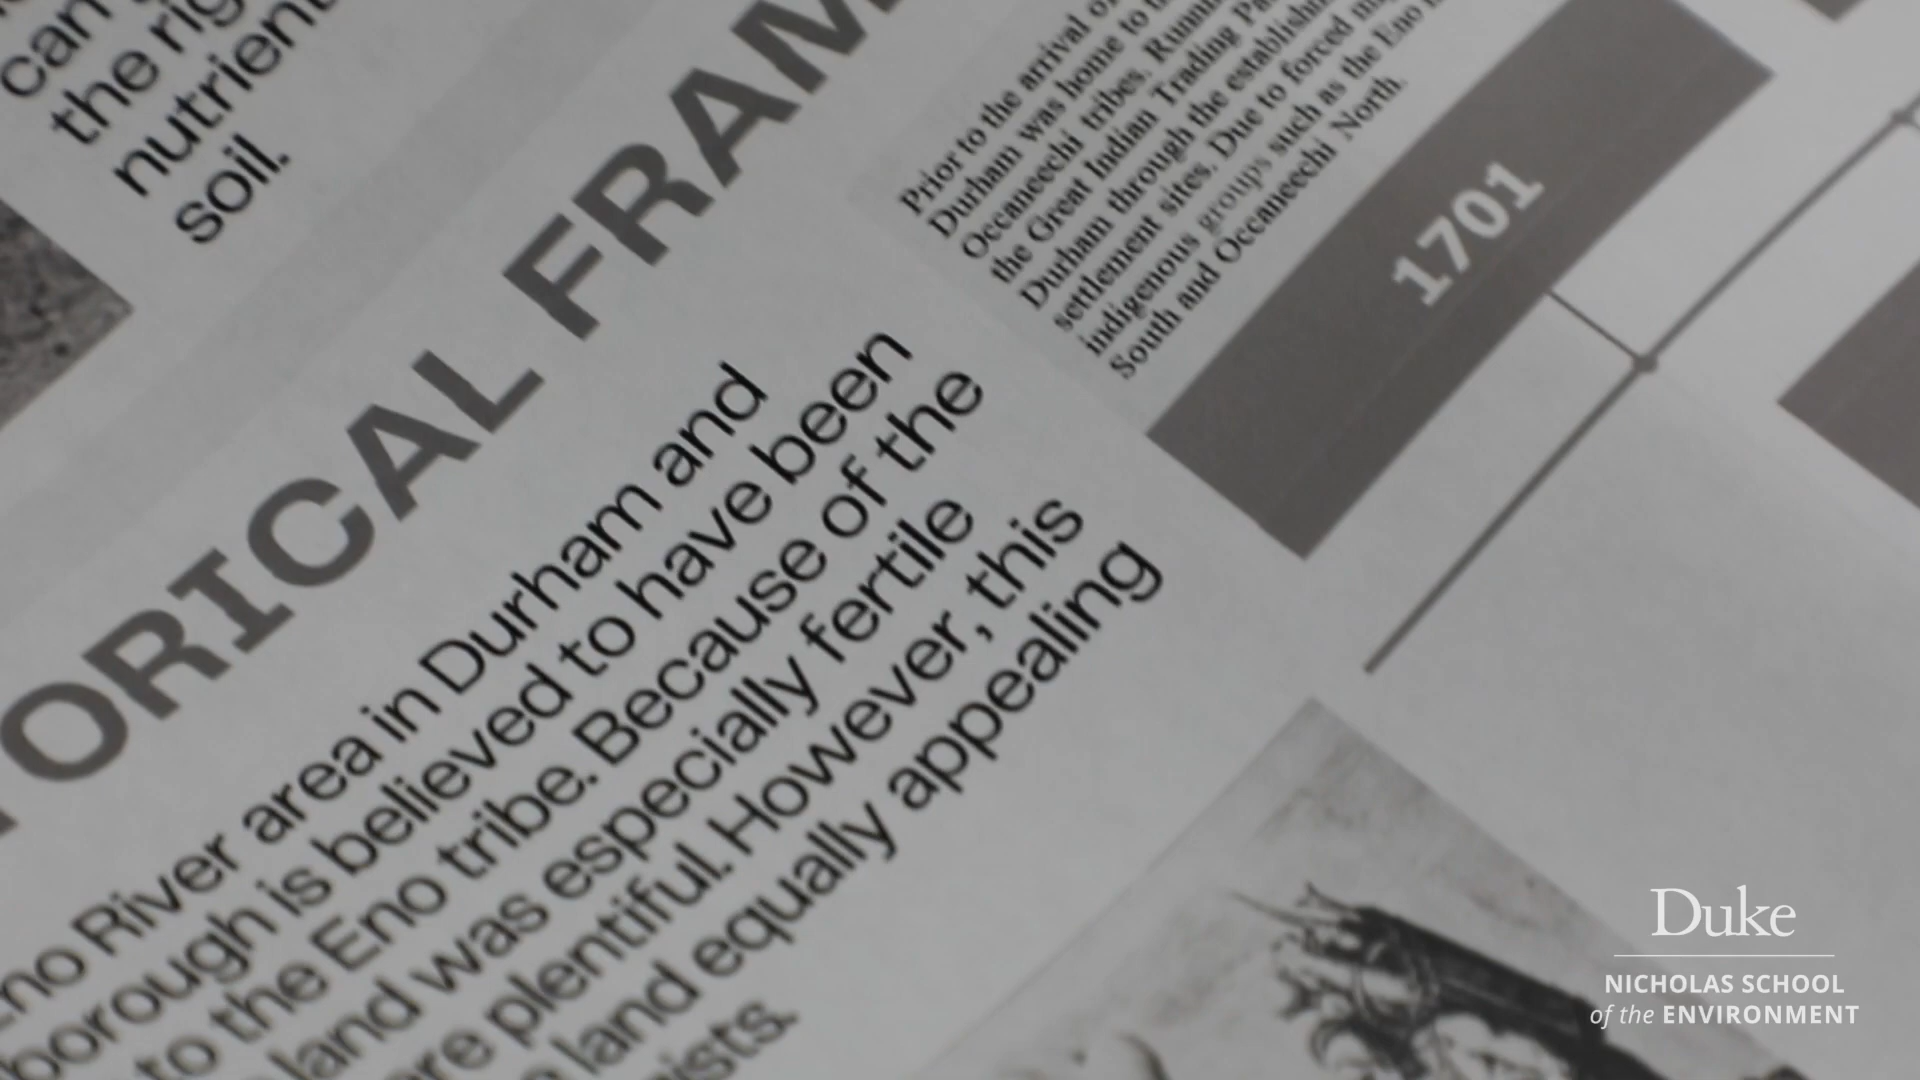 can
the rig
nutrient
soil.
ORICAL FRAM
Eno River area in Durham and
borough is believed to have been
to the Eno tribe. Because of the
land was especially fertile
ere plentiful. However, this
land equally appealing
ists.
Prior to the arrival o
Durham was home to
Occaneechi tribes. Runni
the Great Indian Trading Pa
Durham through the establish
settlement sites. Due to forced
indigenous groups such as the Eno
South and Occaneechi North.
1701
Duke
NICHOLAS SCHOOL
of the ENVIRONMENT